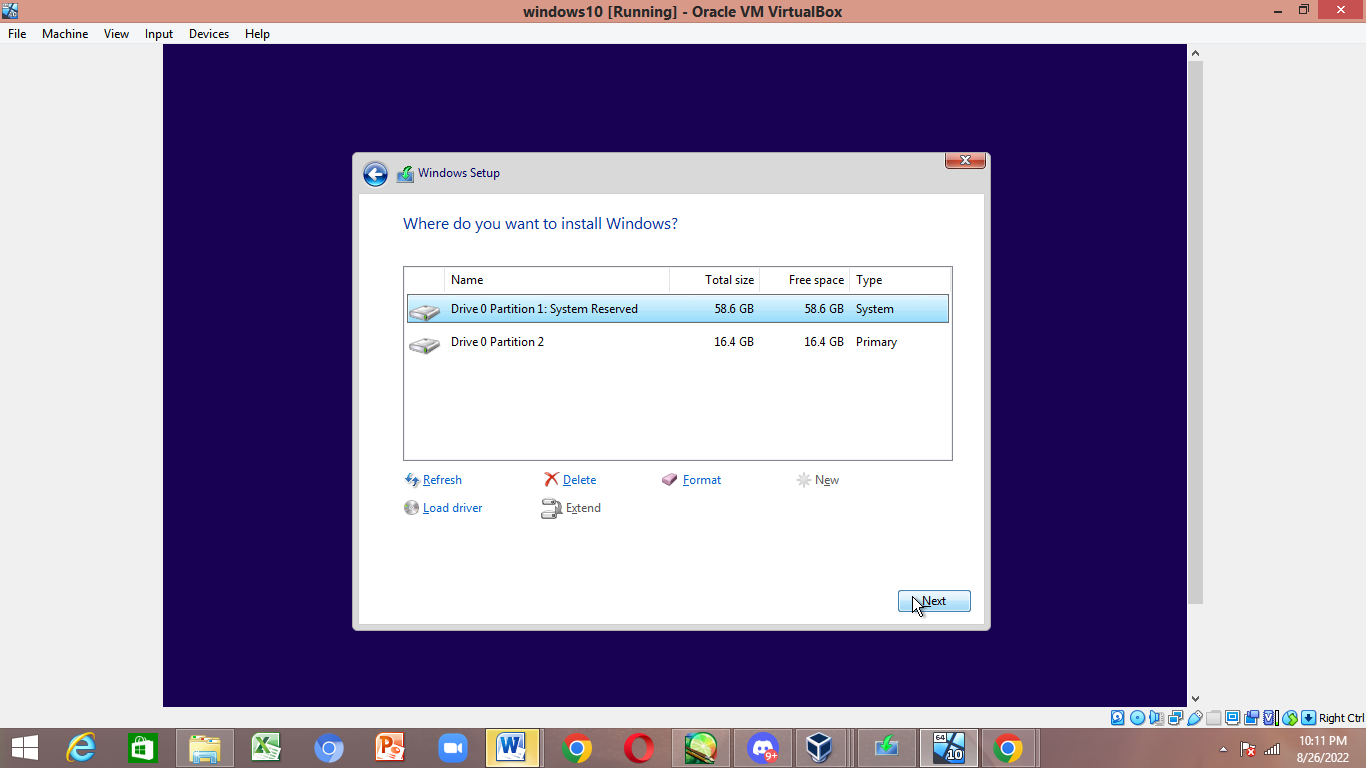 windows10 [Running] - Oracle VM VirtualBox
File Machine View Input Devices Help
Windows Setup
Where do you want to install Windows?
Name Total size Free space Type
Drive 0 Partition 1: System Reserved 58.6 GB 58.6 GB System
Drive 0 Partition 2 16.4 GB 16.4 GB Primary
Refresh Delete Format New
Load driver Extend
Next
Right Ctrl
64
10
9+
10:11 PM
8/26/2022